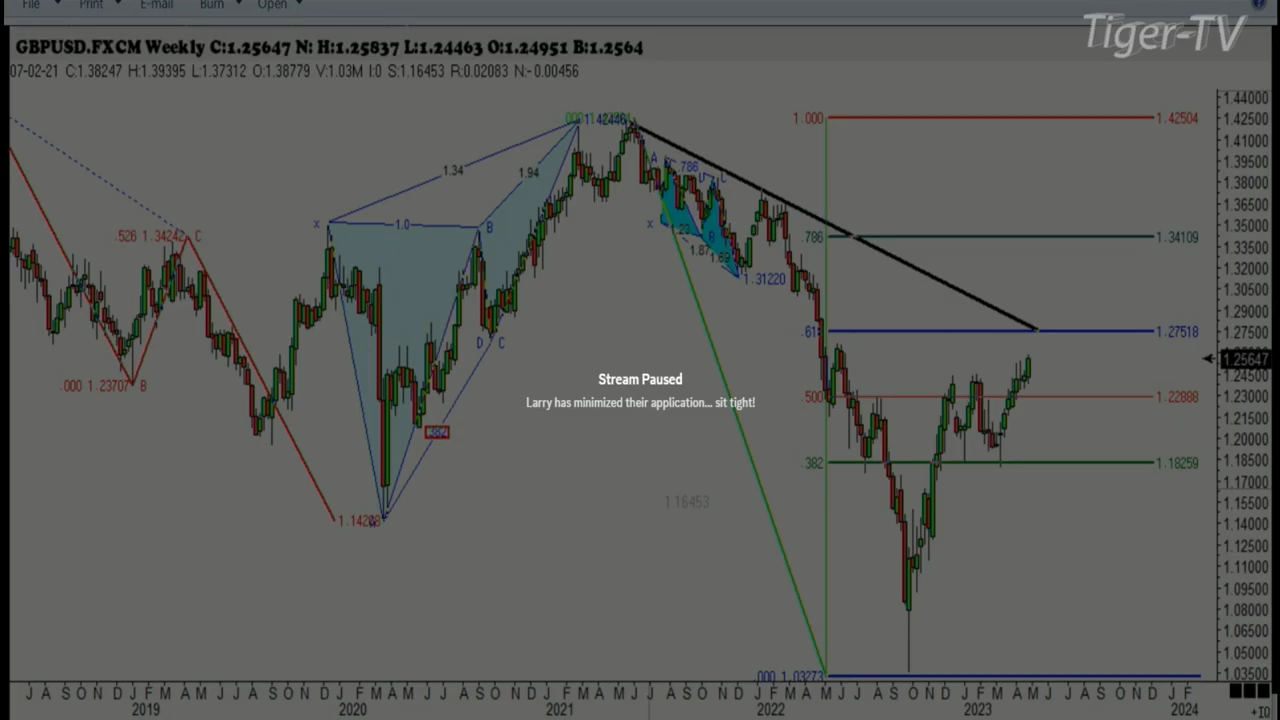 File Print E-mail Burn Open
Tiger-TV
GBPUSD.FXCM Weekly C:1.25647 N: H:1.25837 L:1.24463 O:1.24951 B:1.2564
07-02-21 C:1.38247 H:1.39395 L:1.37312 O:1.38779 V:1.03M I:0 S:1.16453 R:0.02083 N:-0.00456
1.44000
1.000 1.42504 1.42500
1.41000
1.39500
1.34 1.94 A 786
1.38000
1.36500
X 1.0 B X
1.35000
.526 1.34242 C .786 1.34109
1.33500
1.32000
1.31220
1.30500
1.29000
.61 1.27518 1.27500
D C
1.25647
Stream Paused
1.24500
.000 1.23707 B
Larry has minimized their application... sit tight!
.500 1.22888 1.23000
1.21500
.382
1.20000
.382 1.18259 1.18500
1.17000
1.16453
1.15500
1.14000
1.12500
1.11000
1.09500
1.08000
1.06500
1.05000
.000 1.03273 1.03500
J A S O N D J F M A M J J A S O N D J F M A M J J A S O N D J F M A M J J A S O N D J F M A M J J A S O N D J F M A M J J A S O N D J F
2019 2020 2021 2022 2023 2024